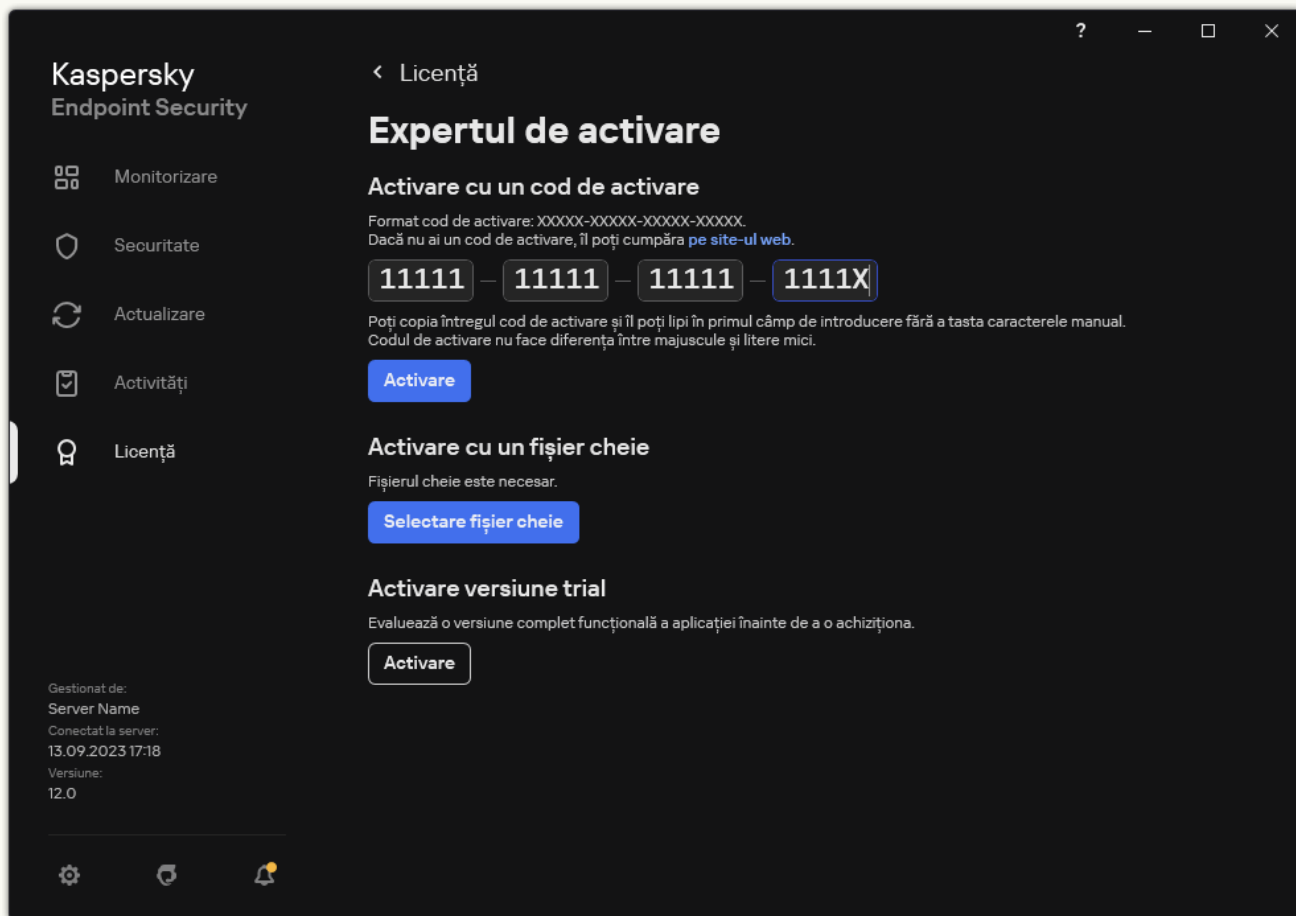 ?
Kaspersky
Endpoint Security
Monitorizare
Securitate
Actualizare
Activități
Licență
Gestionat de:
Server Name
Conectat la server:
13.09.2023 17:18
Versiune:
12.0
Licență
Expertul de activare
Activare cu un cod de activare
Format cod de activare: XXXXX-XXXXX-XXXXX-XXXXX.
Dacă nu ai un cod de activare, îl poți cumpăra pe site-ul web.
11111 – 11111 – 11111 – 1111X
Poți copia întregul cod de activare și îl poți lipi în primul câmp de introducere fără a tasta caracterele manual.
Codul de activare nu face diferența între majuscule și litere mici.
Activare
Activare cu un fișier cheie
Fișierul cheie este necesar.
Selectare fișier cheie
Activare versiune trial
Evaluează o versiune complet funcțională a aplicației înainte de a o achiziționa.
Activare